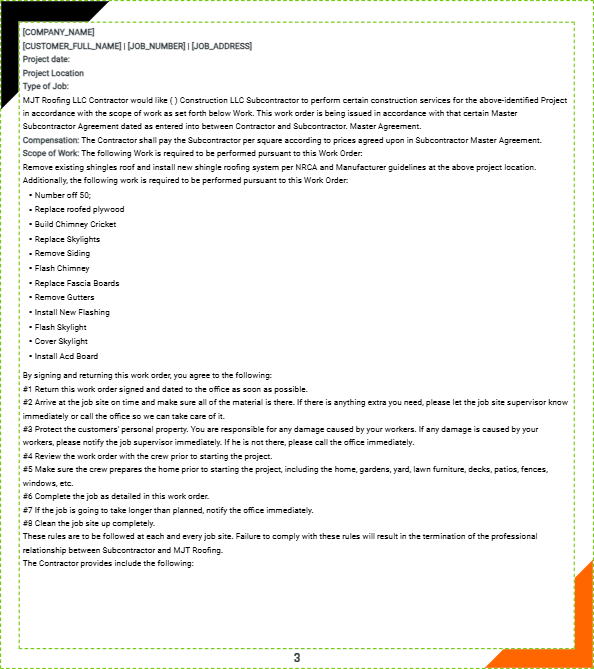 [COMPANY_NAME]
[CUSTOMER_FULL_NAME] | [JOB_NUMBER] | [JOB_ADDRESS]
Project date:
Project Location
Type of Job:
MJT Roofing LLC Contractor would like ( ) Construction LLC Subcontractor to perform certain construction services for the above-identified Project
in accordance with the scope of work as set forth below Work. This work order is being issued in accordance with that certain Master
Subcontractor Agreement dated as entered into between Contractor and Subcontractor. Master Agreement.
Compensation: The Contractor shall pay the Subcontractor per square according to prices agreed upon in Subcontractor Master Agreement.
Scope of Work: The following Work is required to be performed pursuant to this Work Order:
Remove existing shingles roof and install new shingle roofing system per NRCA and Manufacturer guidelines at the above project location.
Additionally, the following work is required to be performed pursuant to this Work Order:
• Number off 50;
• Replace roofed plywood
• Build Chimney Cricket
• Replace Skylights
• Remove Siding
• Flash Chimney
• Replace Fascia Boards
• Remove Gutters
• Install New Flashing
• Flash Skylight
• Cover Skylight
• Install Acd Board
By signing and returning this work order, you agree to the following:
#1 Return this work order signed and dated to the office as soon as possible.
#2 Arrive at the job site on time and make sure all of the material is there. If there is anything extra you need, please let the job site supervisor know
immediately or call the office so we can take care of it.
#3 Protect the customers' personal property. You are responsible for any damage caused by your workers. If any damage is caused by your
workers, please notify the job supervisor immediately. If he is not there, please call the office immediately.
#4 Review the work order with the crew prior to starting the project.
#5 Make sure the crew prepares the home prior to starting the project, including the home, gardens, yard, lawn furniture, decks, patios, fences,
windows, etc.
#6 Complete the job as detailed in this work order.
#7 If the job is going to take longer than planned, notify the office immediately.
#8 Clean the job site up completely.
These rules are to be followed at each and every job site. Failure to comply with these rules will result in the termination of the professional
relationship between Subcontractor and MJT Roofing.
The Contractor provides include the following:
3